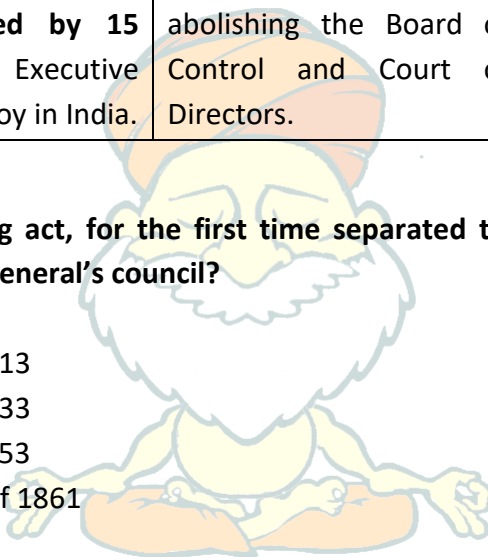 ed by 15
Executive
oy in India.
abolishing the Board
Control and Court
Directors.
g act, for the first time separated t
eneral's council?
13
33
53
f 1861